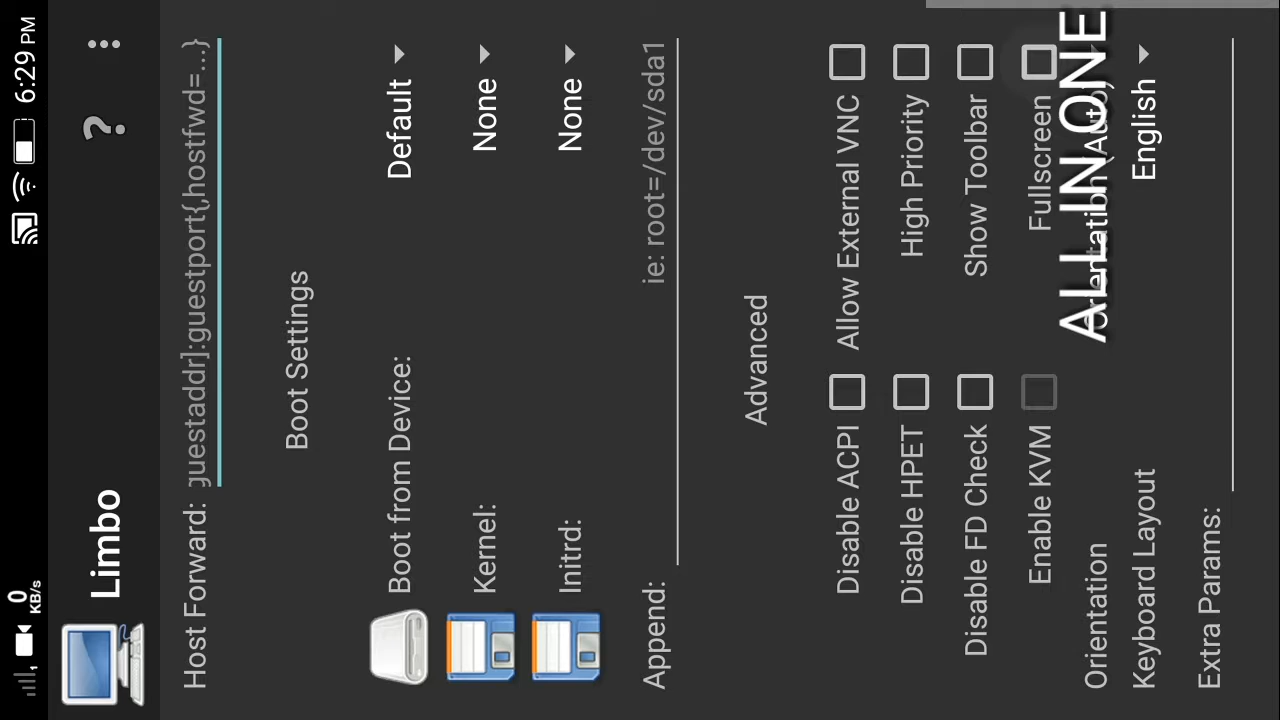 0 KB/s 6:29 PM
Limbo ?
Host Forward: guestaddr]:guestport{,hostfwd=...}
Boot Settings
Boot from Device: Default
Kernel: None
Initrd: None
Append: ie: root=/dev/sda1
Advanced
Disable ACPI Allow External VNC
Disable HPET High Priority
Disable FD Check Show Toolbar
Enable KVM Fullscreen
ALL IN ONE
Orientation Orientation (Auto)
Keyboard Layout English
Extra Params: